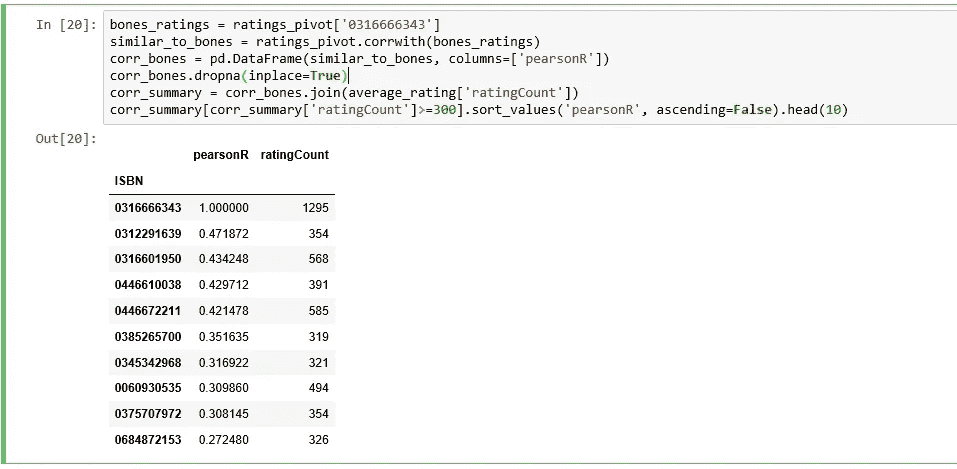 In [20]: bones_ratings = ratings_pivot['0316666343']
similar_to_bones = ratings_pivot.corrwith(bones_ratings)
corr_bones = pd.DataFrame(similar_to_bones, columns=['pearsonR'])
corr_bones.dropna(inplace=True)
corr_summary = corr_bones.join(average_rating['ratingCount'])
corr_summary[corr_summary['ratingCount']>=300].sort_values('pearsonR', ascending=False).head(10)
Out[20]:
pearsonR ratingCount
ISBN
0316666343 1.000000 1295
0312291639 0.471872 354
0316601950 0.434248 568
0446610038 0.429712 391
0446672211 0.421478 585
0385265700 0.351635 319
0345342968 0.316922 321
0060930535 0.309860 494
0375707972 0.308145 354
0684872153 0.272480 326